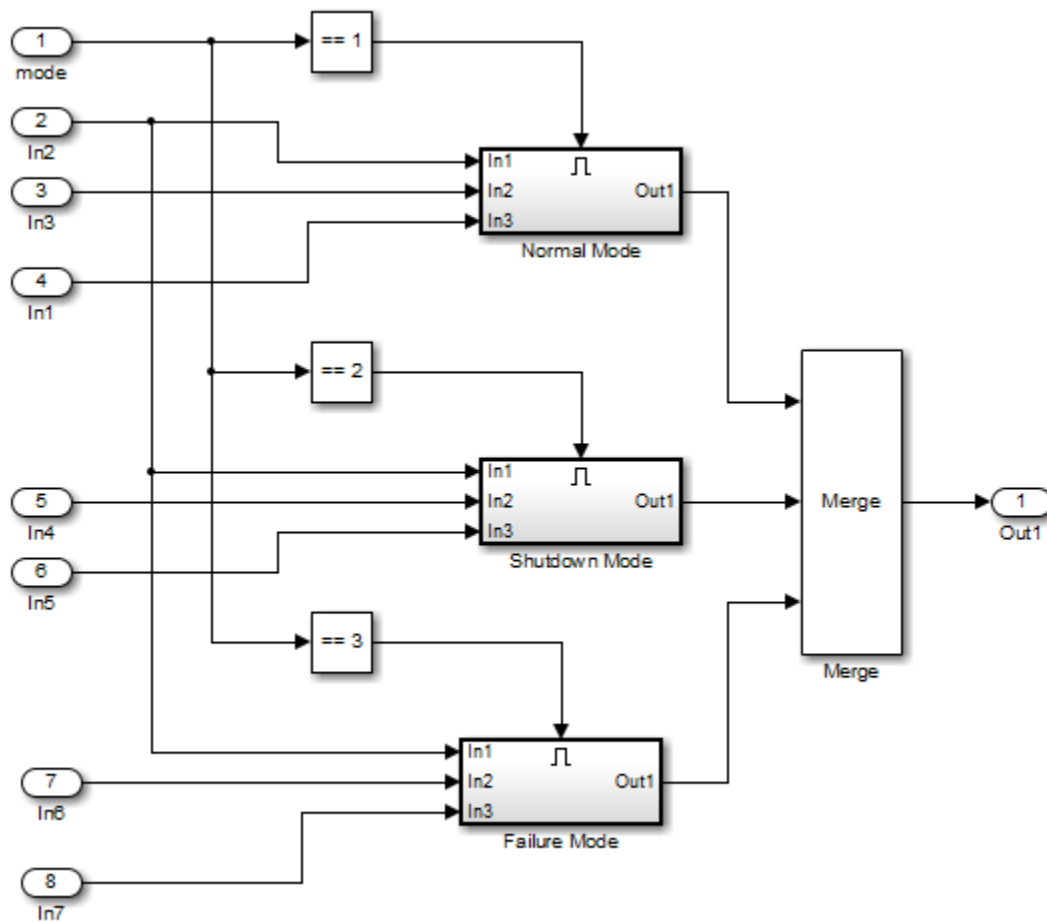 1
== 1
mode
2
In2
In1
In2
Out1
In3
Normal Mode
3
In3
4
In1
== 2
In1
In2
Out1
In3
Shutdown Mode
5
In4
6
In5
Merge
Merge
1
Out1
== 3
In1
In2
Out1
In3
Failure Mode
7
In6
8
In7